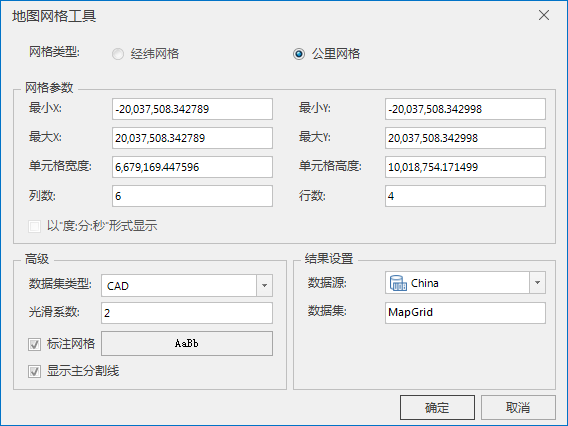 地图网格工具
网格类型: 经纬网格 公里网格
网格参数
最小X: -20,037,508.342789 最小Y: -20,037,508.342998
最大X: 20,037,508.342789 最大Y: 20,037,508.342998
单元格宽度: 6,679,169.447596 单元格高度: 10,018,754.171499
列数: 6 行数: 4
以"度:分:秒"形式显示
高级 结果设置
数据集类型: CAD 数据源: UDB China
光滑系数: 2 数据集: MapGrid
标注网格 AaBb
显示主分割线
确定 取消